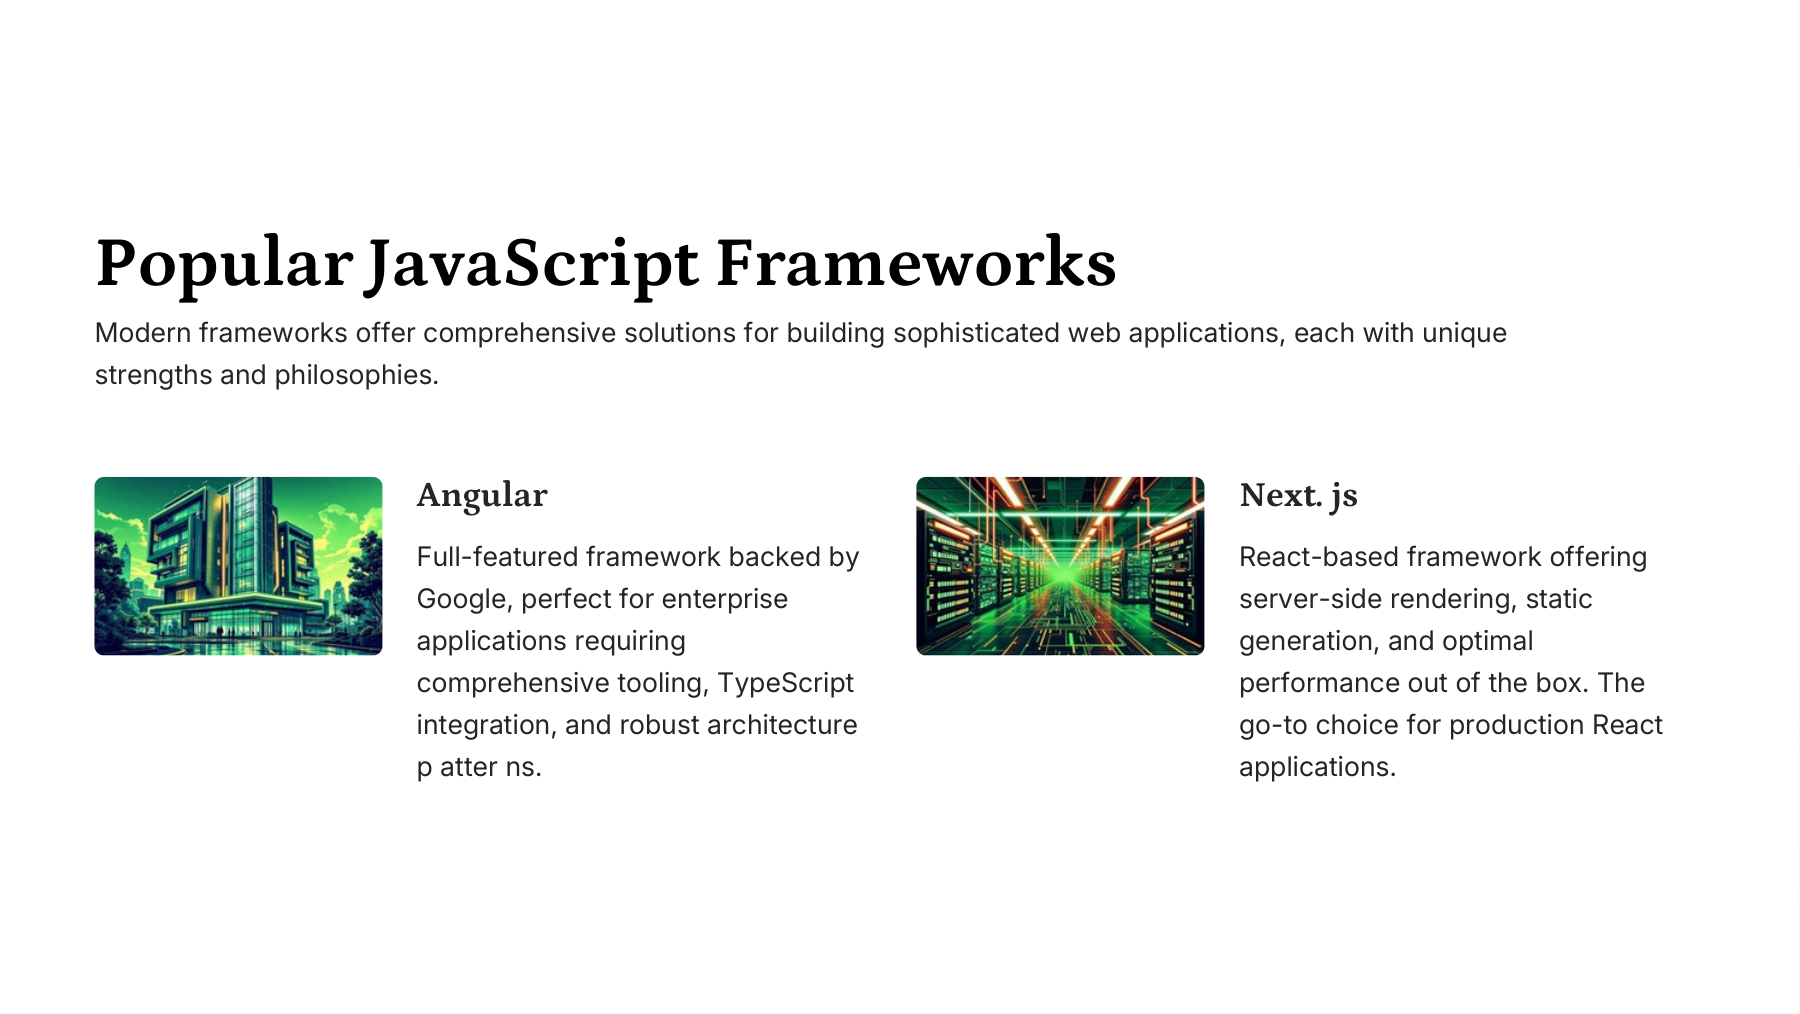 Popular JavaScript Frameworks
Modern frameworks offer comprehensive solutions for building sophisticated web applications, each with unique
strengths and philosophies.
Angular
Full-featured framework backed by
Google, perfect for enterprise
applications requiring
comprehensive tooling, TypeScript
integration, and robust architecture
p atter ns.
Next. js
React-based framework offering
server-side rendering, static
generation, and optimal
performance out of the box. The
go-to choice for production React
applications.